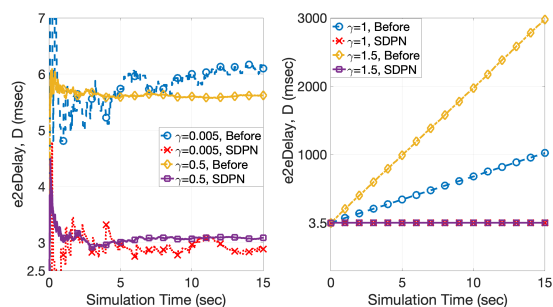 e2eDelay, D (msec)
7
6
5
4
3
2.5
γ=0.005, Before
γ=0.005, SDPN
γ=0.5, Before
γ=0.5, SDPN
0 5 10 15
Simulation Time (sec)
e2eDelay, D (msec)
3000
1000
3.5
γ=1, Before
γ=1, SDPN
γ=1.5, Before
γ=1.5, SDPN
0 5 10 15
Simulation Time (sec)